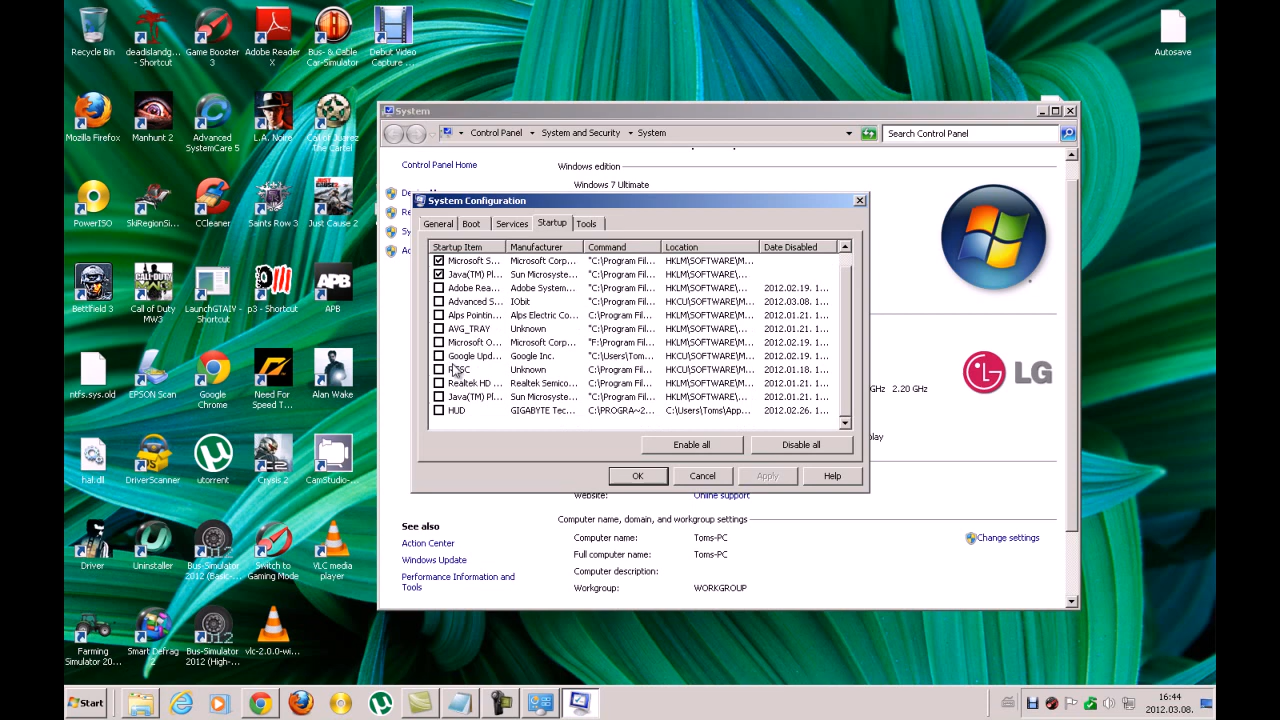 Recycle Bin
deadislandg... - Shortcut
Game Booster 3
Adobe Reader X
Bus- & Cable Car-Simulator
Debut Video Capture ...
Autosave
Mozilla Firefox
Manhunt 2
Advanced SystemCare 5
L.A. Noire
Call of Juarez The Cartel
PowerISO
SkiRegionSi...
CCleaner
Saints Row 3
Just Cause 2
Battlfield 3
Call of Duty MW3
LaunchGTAIV - Shortcut
p3 - Shortcut
APB
ntfs.sys.old
EPSON Scan
Google Chrome
Need For Speed T...
Alan Wake
hal.dll
DriverScanner
utorrent
Crysis 2
CamStudio-...
Driver
Uninstaller
Bus-Simulator 2012 (Basic-...
Switch to Gaming Mode
VLC media player
Farming Simulator 20...
Smart Defrag 2
Bus-Simulator 2012 (High-...
vlc-2.0.0-wi...
System
Control Panel
System and Security
System
Search Control Panel
Control Panel Home
Windows edition
Windows 7 Ultimate
System Configuration
General
Boot
Services
Startup
Tools
Startup Item Manufacturer Command Location Date Disabled
Microsoft S... Microsoft Corp... "C:\Program Fil... HKLM\SOFTWARE\M...
Java(TM) Pl... Sun Microsyste... "C:\Program Fil... HKLM\SOFTWARE\...
Adobe Rea... Adobe System... "C:\Program Fil... HKLM\SOFTWARE\... 2012.02.19. 1...
Advanced S... IObit "C:\Program Fil... HKCU\SOFTWARE\M... 2012.03.08. 1...
Alps Pointin... Alps Electric Co... C:\Program Fil... HKLM\SOFTWARE\M... 2012.01.21. 1...
AVG_TRAY Unknown "C:\Program Fil... HKLM\SOFTWARE\... 2012.01.21. 1...
Microsoft O... Microsoft Corp... "F:\Program Fil... HKLM\SOFTWARE\M... 2012.02.19. 1...
Google Upd... Google Inc. "C:\Users\Tom... HKCU\SOFTWARE\M... 2012.02.19. 1...
Unknown C:\Program Fil... HKCU\SOFTWARE\M... 2012.01.18. 1...
Realtek HD ... Realtek Semico... C:\Program Fil... HKLM\SOFTWARE\M... 2012.01.21. 1...
Java(TM) Pl... Sun Microsyste... "C:\Program Fil... HKLM\SOFTWARE\... 2012.01.21. 1...
HUD GIGABYTE Tec... C:\PROGRA~2... C:\Users\Toms\App... 2012.02.26. 1...
Enable all
Disable all
OK
Cancel
Apply
Help
GHz 2.20 GHz
LG
Website: Online support
See also
Action Center
Windows Update
Performance Information and Tools
Computer name, domain, and workgroup settings
Computer name: Toms-PC
Full computer name: Toms-PC
Computer description:
Workgroup: WORKGROUP
Change settings
Start
16:44
2012.03.08.